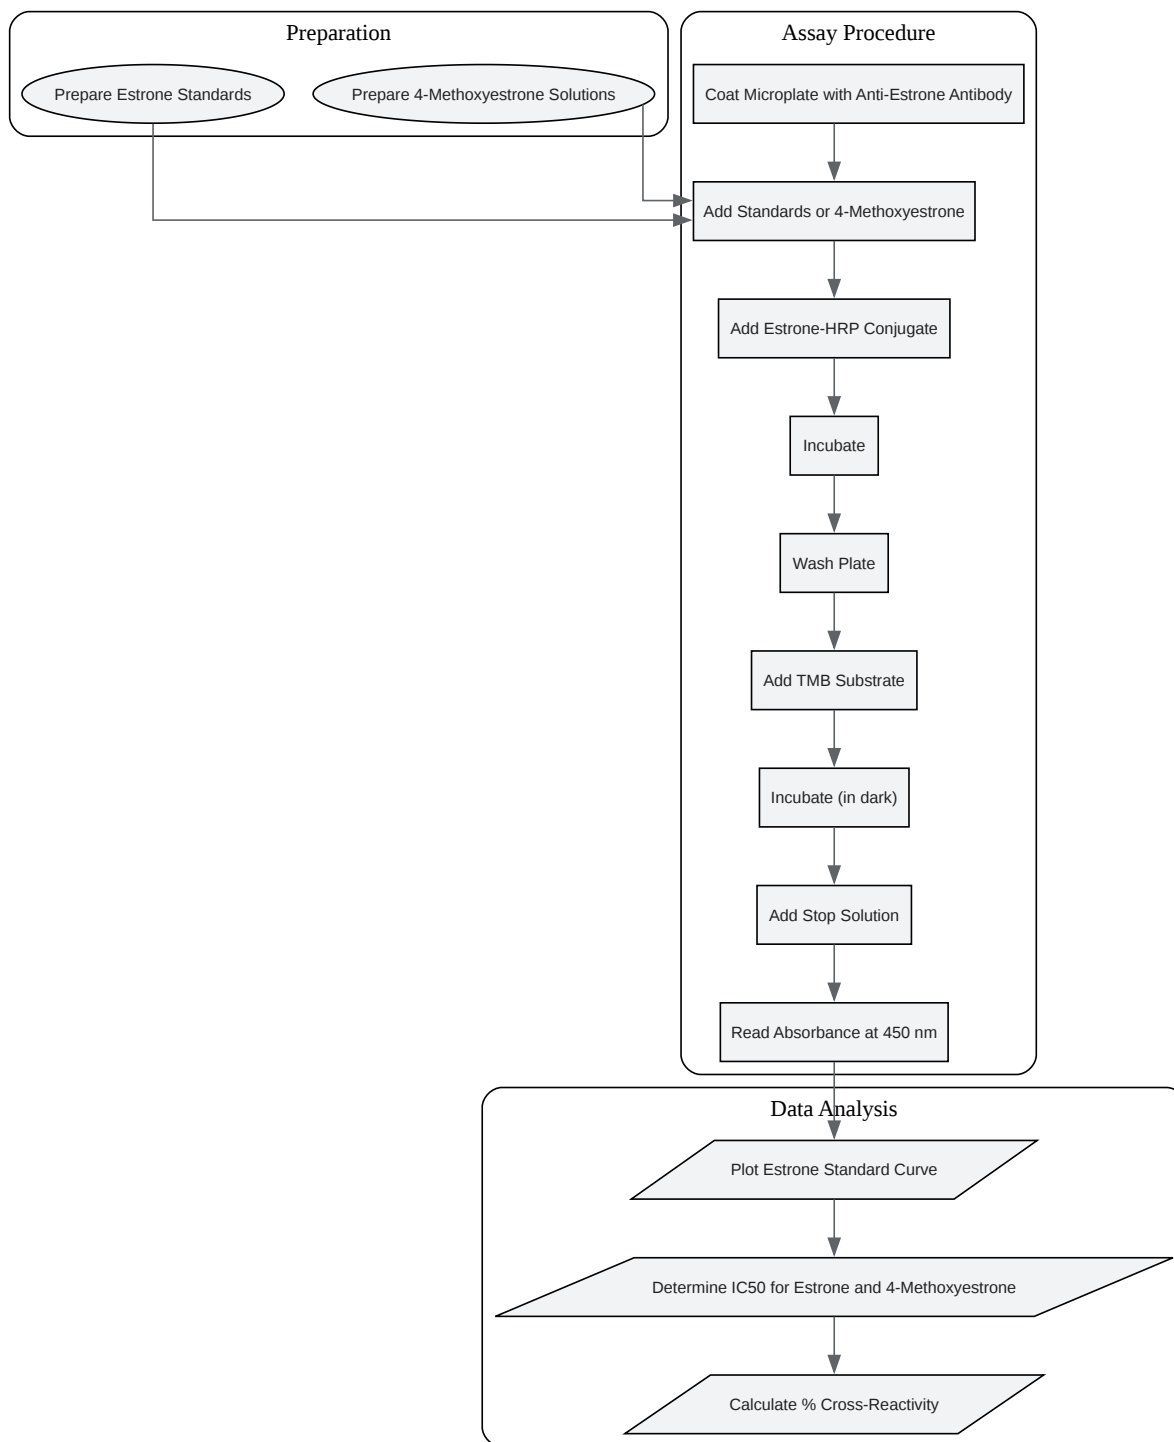 Preparation
Prepare Estrone Standards
Prepare 4-Methoxyestrone Solutions
Assay Procedure
Coat Microplate with Anti-Estrone Antibody
Add Standards or 4-Methoxyestrone
Add Estrone-HRP Conjugate
Incubate
Wash Plate
Add TMB Substrate
Incubate (in dark)
Add Stop Solution
Read Absorbance at 450 nm
Data Analysis
Plot Estrone Standard Curve
Determine IC50 for Estrone and 4-Methoxyestrone
Calculate % Cross-Reactivity